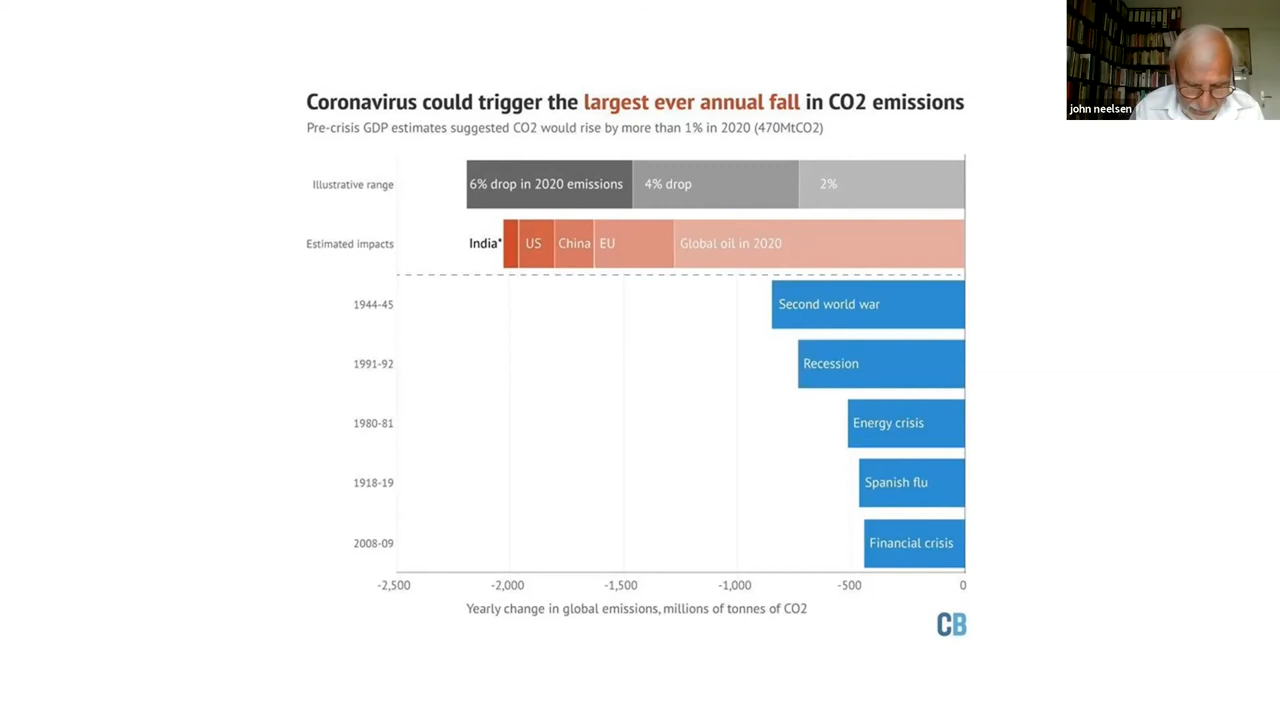 john neelsen
Coronavirus could trigger the largest ever annual fall in CO2 emissions
Pre-crisis GDP estimates suggested CO2 would rise by more than 1% in 2020 (470MtCO2)
Illustrative range
6% drop in 2020 emissions
4% drop
2%
Estimated impacts
India*
US
China
EU
Global oil in 2020
1944-45
Second world war
1991-92
Recession
1980-81
Energy crisis
1918-19
Spanish flu
2008-09
Financial crisis
-2,500
-2,000
-1,500
-1,000
-500
0
Yearly change in global emissions, millions of tonnes of CO2
CB